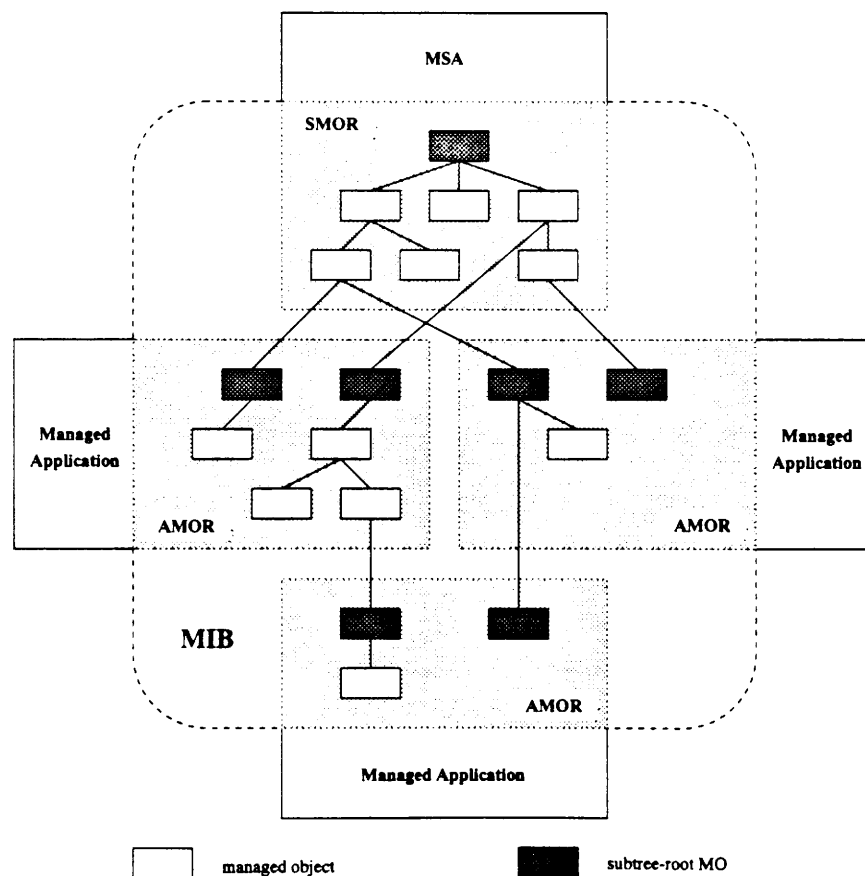 MSA
SMOR
Managed
Application
AMOR
Managed
Application
AMOR
MIB
AMOR
Managed Application
managed object
subtree-root MO